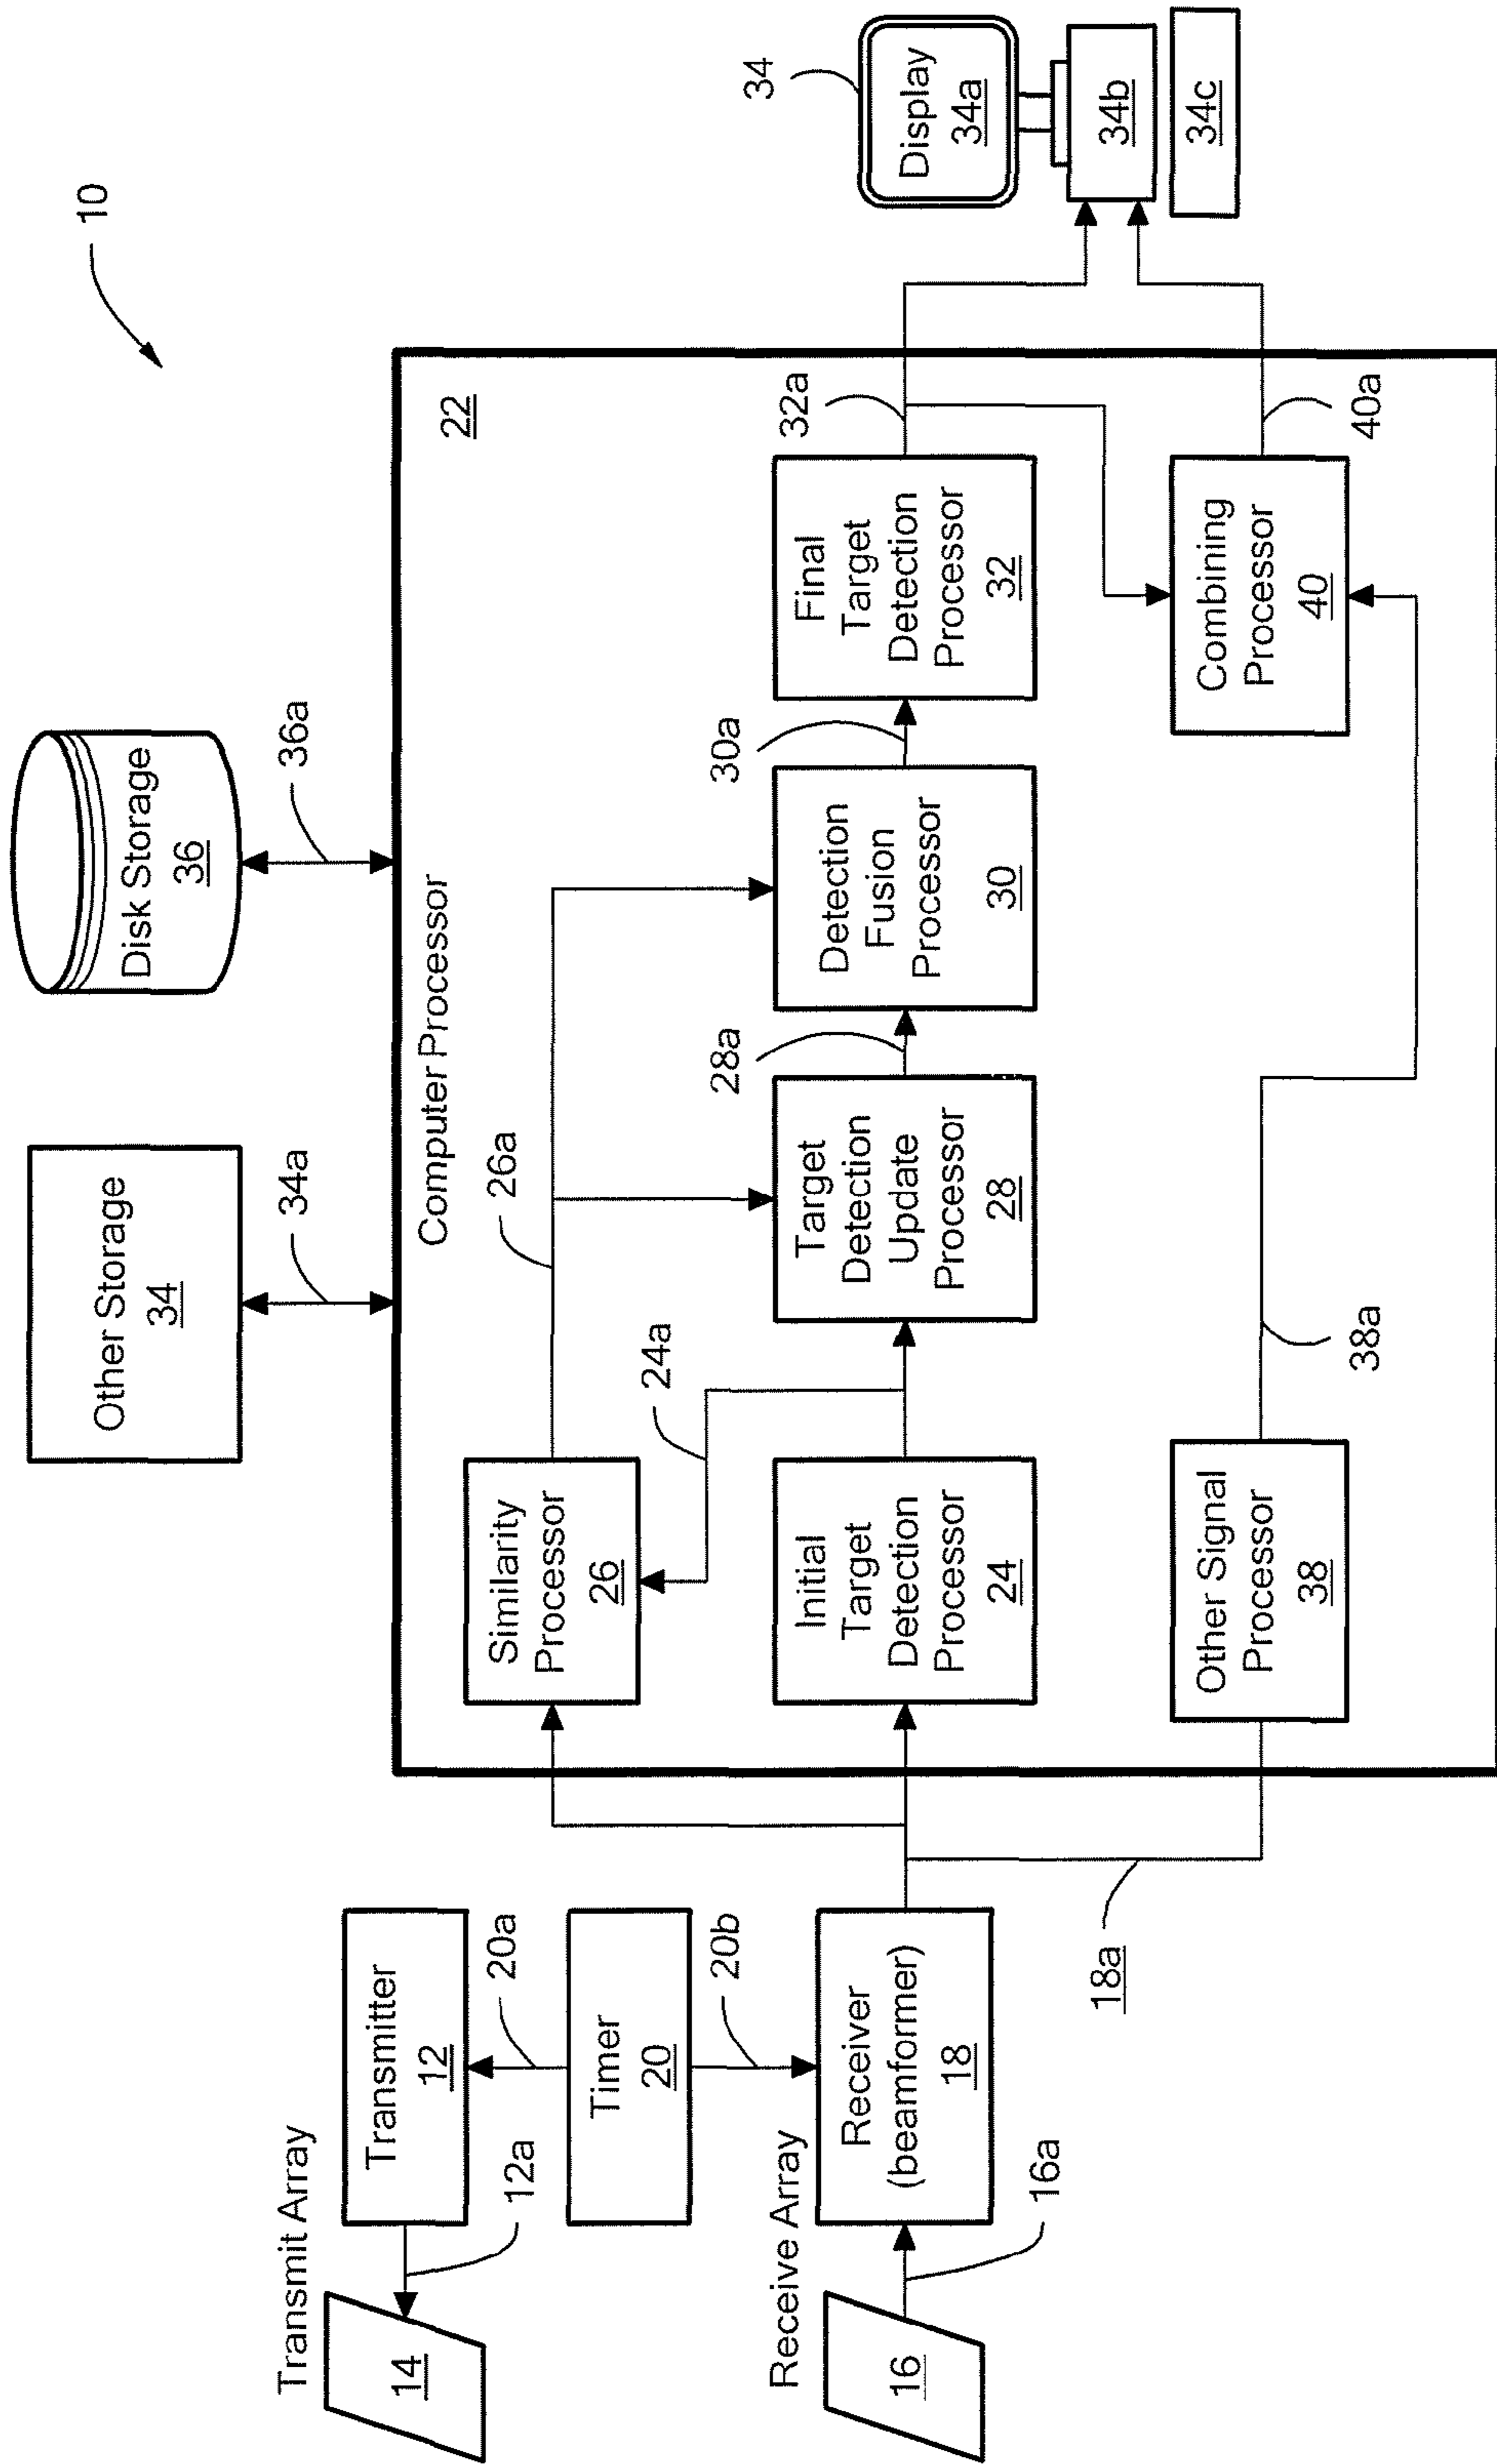 10
Other Storage
34
34a
Disk Storage
36
36a
Transmit Array
14
12a
Transmitter
12
20a
Timer
20
20b
Receive Array
16
16a
Receiver
(beamformer)
18
18a
Computer Processor
22
Similarity
Processor
26
26a
24a
Initial
Target
Detection
Processor
24
Target
Detection
Update
Processor
28
28a
Detection
Fusion
Processor
30
30a
Final
Target
Detection
Processor
32
32a
Other Signal
Processor
38
38a
Combining
Processor
40
40a
34
Display
34a
34b
34c